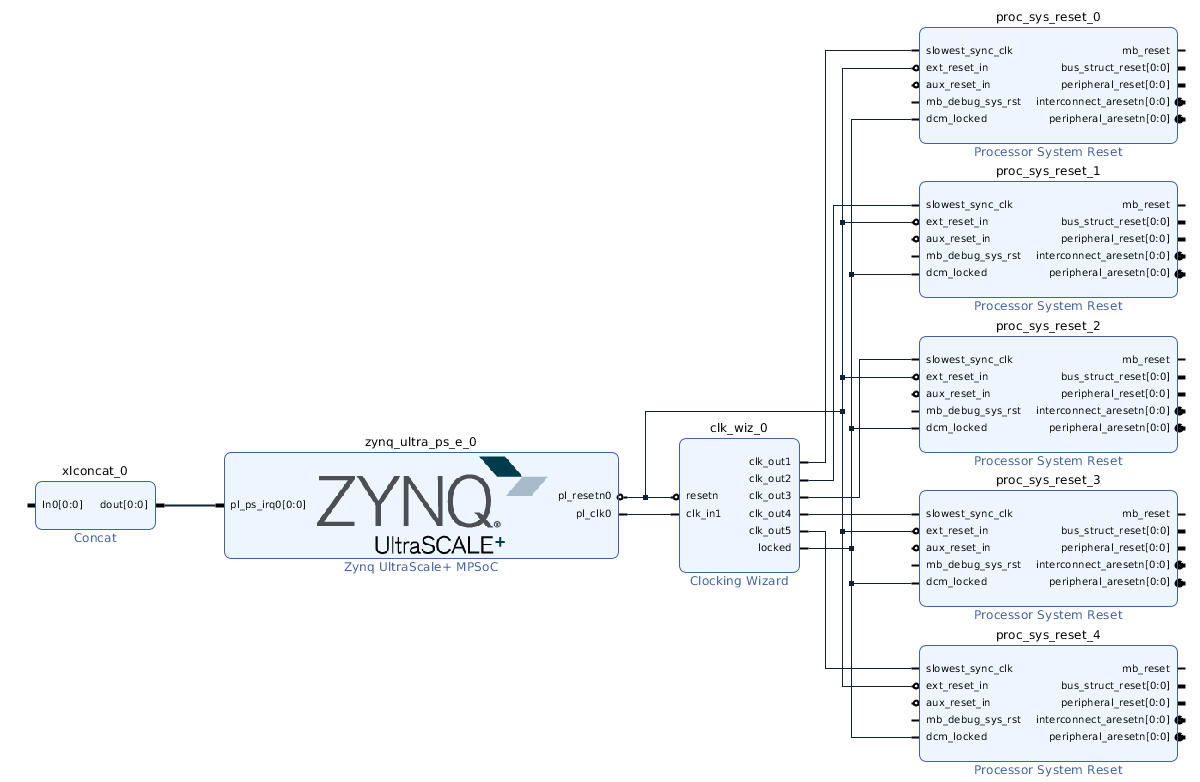 proc_sys_reset_0
slowest_sync_clk mb_reset
ext_reset_in bus_struct_reset[0:0]
aux_reset_in peripheral_reset[0:0]
mb_debug_sys_rst interconnect_aresetn[0:0]
dcm_locked peripheral_aresetn[0:0]
Processor System Reset
proc_sys_reset_1
slowest_sync_clk mb_reset
ext_reset_in bus_struct_reset[0:0]
aux_reset_in peripheral_reset[0:0]
mb_debug_sys_rst interconnect_aresetn[0:0]
dcm_locked peripheral_aresetn[0:0]
Processor System Reset
proc_sys_reset_2
slowest_sync_clk mb_reset
ext_reset_in bus_struct_reset[0:0]
aux_reset_in peripheral_reset[0:0]
mb_debug_sys_rst interconnect_aresetn[0:0]
dcm_locked peripheral_aresetn[0:0]
Processor System Reset
xlconcat_0
In0[0:0] dout[0:0]
Concat
zynq_ultra_ps_e_0
pl_ps_irq0[0:0]
ZYNQ®
UltraSCALE+
pl_resetn0
pl_clk0
Zynq UltraScale+ MPSoC
clk_wiz_0
clk_out1
clk_out2
resetn clk_out3
clk_in1 clk_out4
clk_out5
locked
Clocking Wizard
proc_sys_reset_3
slowest_sync_clk mb_reset
ext_reset_in bus_struct_reset[0:0]
aux_reset_in peripheral_reset[0:0]
mb_debug_sys_rst interconnect_aresetn[0:0]
dcm_locked peripheral_aresetn[0:0]
Processor System Reset
proc_sys_reset_4
slowest_sync_clk mb_reset
ext_reset_in bus_struct_reset[0:0]
aux_reset_in peripheral_reset[0:0]
mb_debug_sys_rst interconnect_aresetn[0:0]
dcm_locked peripheral_aresetn[0:0]
Processor System Reset